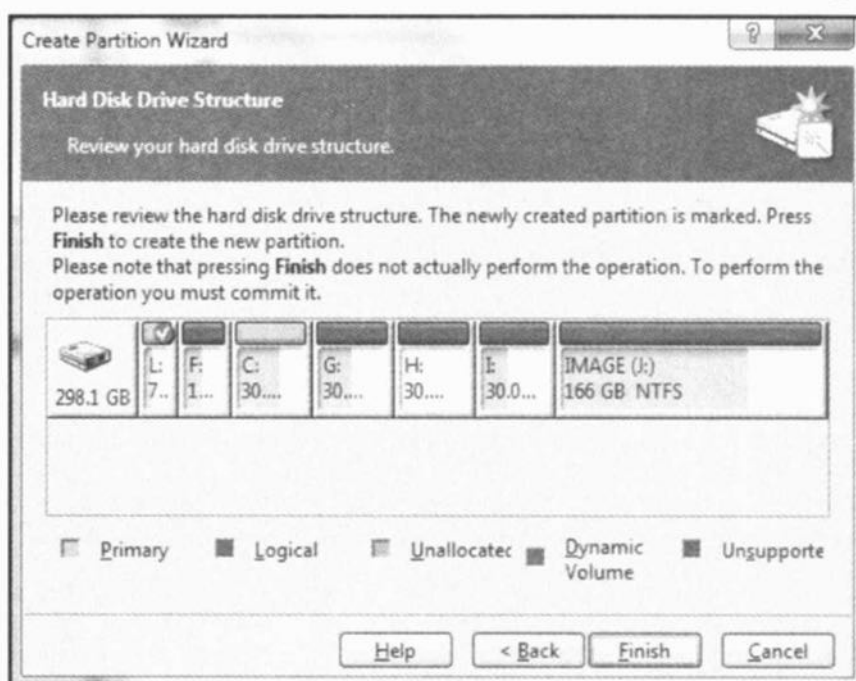 Create Partition Wizard
?
Hard Disk Drive Structure
Review your hard disk drive structure.
Please review the hard disk drive structure. The newly created partition is marked. Press
Finish to create the new partition.
Please note that pressing Finish does not actually perform the operation. To perform the
operation you must commit it.
L: F: C: G: H: I: IMAGE (J:)
298.1 GB 7.. 1... 30.... 30.... 30.... 30.0... 166 GB NTFS
Primary Logical Unallocatec Dynamic Unsupporte
Volume
Help < Back Finish Cancel